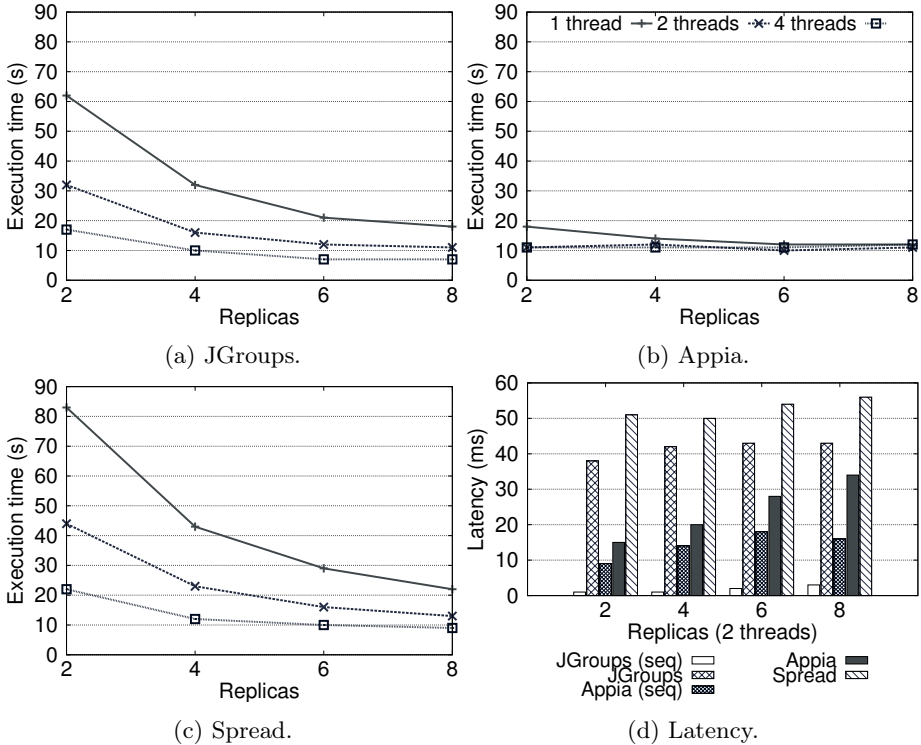 90
80
70
60
50
40
30
20
10
0
Execution time (s)
2 4 6 8
Replicas
(a) JGroups.
1 thread 2 threads 4 threads
90
80
70
60
50
40
30
20
10
0
Execution time (s)
2 4 6 8
Replicas
(b) Appia.
90
80
70
60
50
40
30
20
10
0
Execution time (s)
2 4 6 8
Replicas
(c) Spread.
60
50
40
30
20
10
0
Latency (ms)
2 4 6 8
Replicas (2 threads)
JGroups (seq) Appia
JGroups Spread
Appia (seq)
(d) Latency.